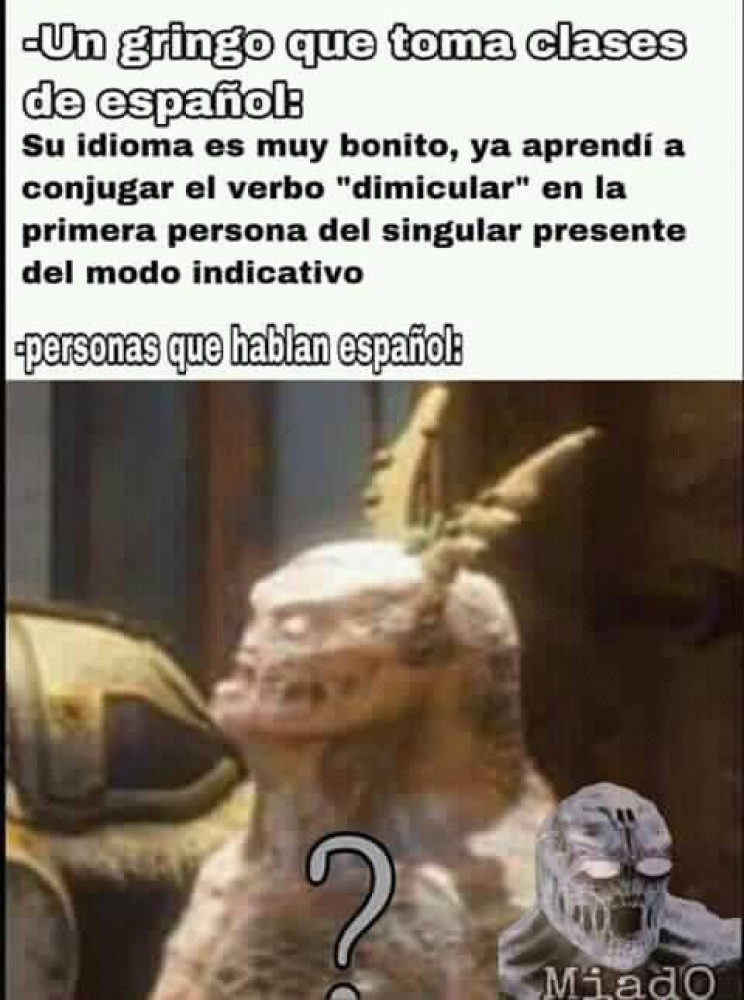 -Un gringo que toma clases
de español:
Su idioma es muy bonito, ya aprendí a
conjugar el verbo "dimicular" en la
primera persona del singular presente
del modo indicativo
-personas que hablan español:
?
MiadO